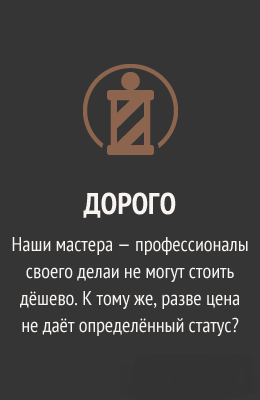 ДОРОГО
Наши мастера — профессионалы
своего делаи не могут стоить
дёшево. К тому же, разве цена
не даёт определённый статус?